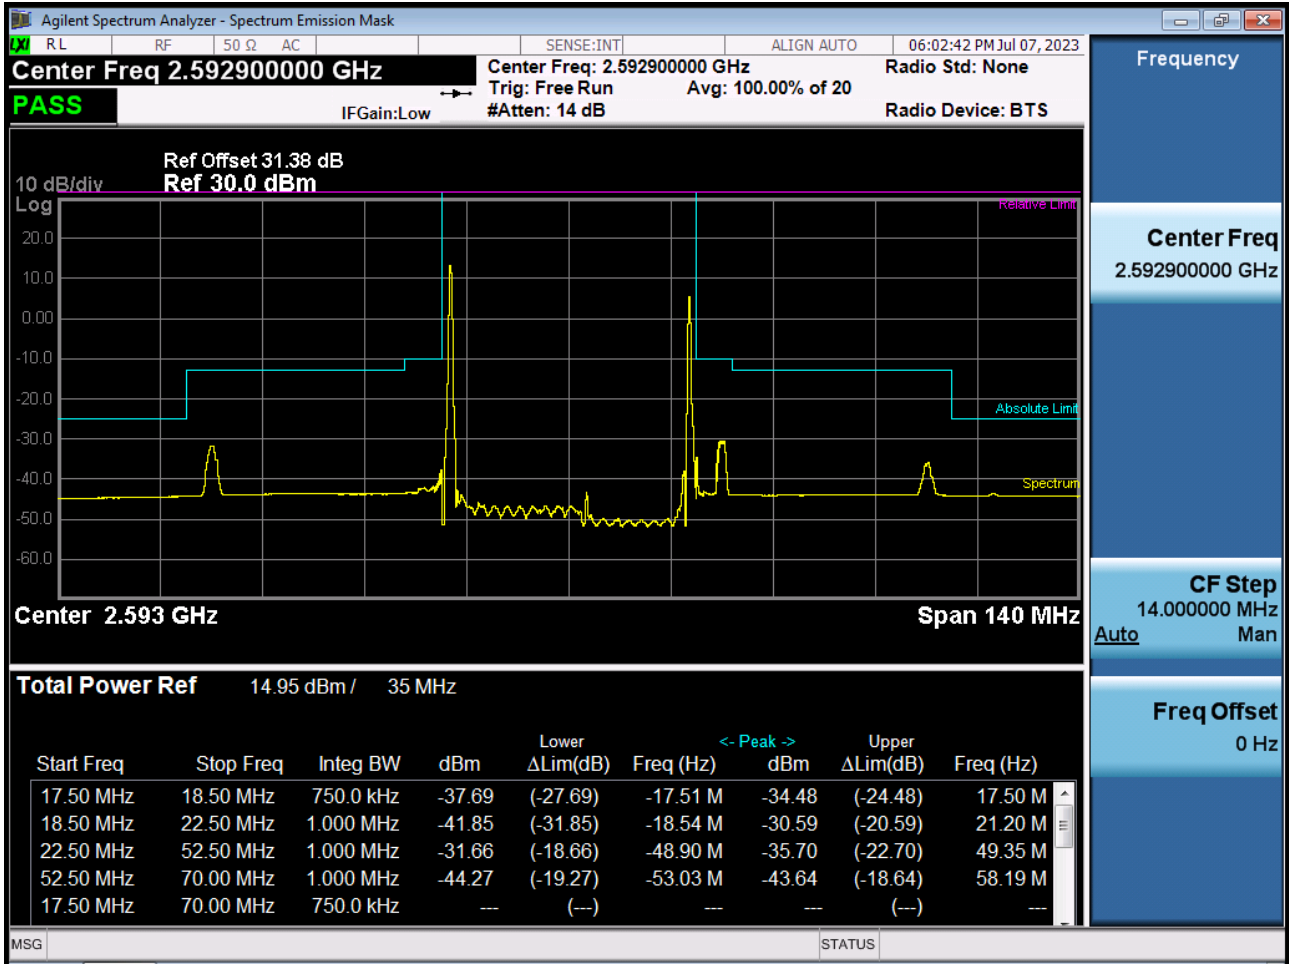 Agilent Spectrum Analyzer - Spectrum Emission Mask
LXI RL RF 50 Ω AC SENSE:INT ALIGN AUTO 06:02:42 PM Jul 07, 2023
Center Freq 2.592900000 GHz
Center Freq: 2.592900000 GHz
Radio Std: None
Trig: Free Run Avg: 100.00% of 20
PASS
IFGain:Low
#Atten: 14 dB
Radio Device: BTS
Ref Offset 31.38 dB
10 dB/div Ref 30.0 dBm
Log
Relative Limit
20.0
10.0
0.00
-10.0
-20.0
Absolute Limit
-30.0
-40.0
Spectrum
-50.0
-60.0
Center 2.593 GHz Span 140 MHz
Total Power Ref 14.95 dBm / 35 MHz
Lower <- Peak -> Upper
Start Freq Stop Freq Integ BW dBm ΔLim(dB) Freq (Hz) dBm ΔLim(dB) Freq (Hz)
17.50 MHz 18.50 MHz 750.0 kHz -37.69 (-27.69) -17.51 M -34.48 (-24.48) 17.50 M
18.50 MHz 22.50 MHz 1.000 MHz -41.85 (-31.85) -18.54 M -30.59 (-20.59) 21.20 M
22.50 MHz 52.50 MHz 1.000 MHz -31.66 (-18.66) -48.90 M -35.70 (-22.70) 49.35 M
52.50 MHz 70.00 MHz 1.000 MHz -44.27 (-19.27) -53.03 M -43.64 (-18.64) 58.19 M
17.50 MHz 70.00 MHz 750.0 kHz --- (---) --- --- (---) ---
MSG STATUS
Frequency
Center Freq
2.592900000 GHz
CF Step
14.000000 MHz
Auto Man
Freq Offset
0 Hz